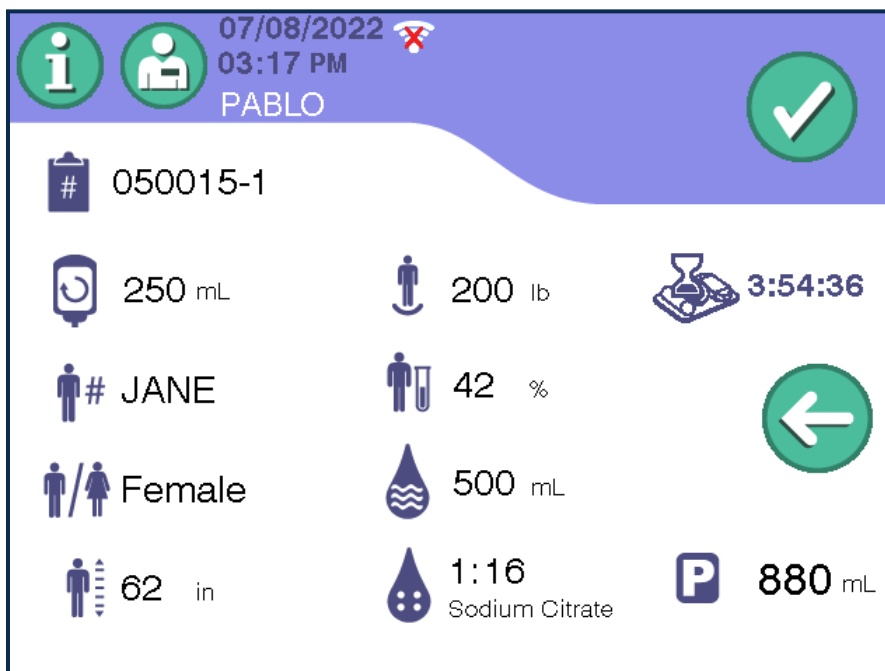 07/08/2022
03:17 PM
PABLO
# 050015-1
250 mL
200 lb
3:54:36
# JANE
42 %
Female
500 mL
62 in
1:16
Sodium Citrate
P 880 mL